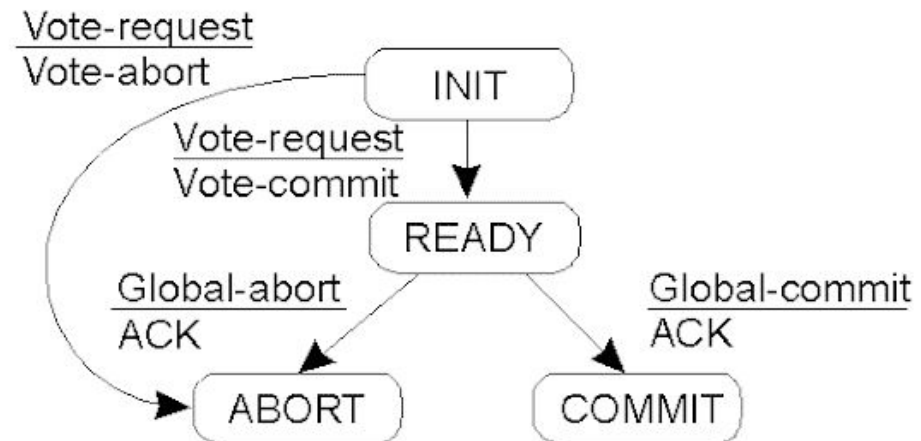 Vote-request
Vote-abort
INIT
Vote-request
Vote-commit
READY
Global-abort
ACK
Global-commit
ACK
ABORT
COMMIT